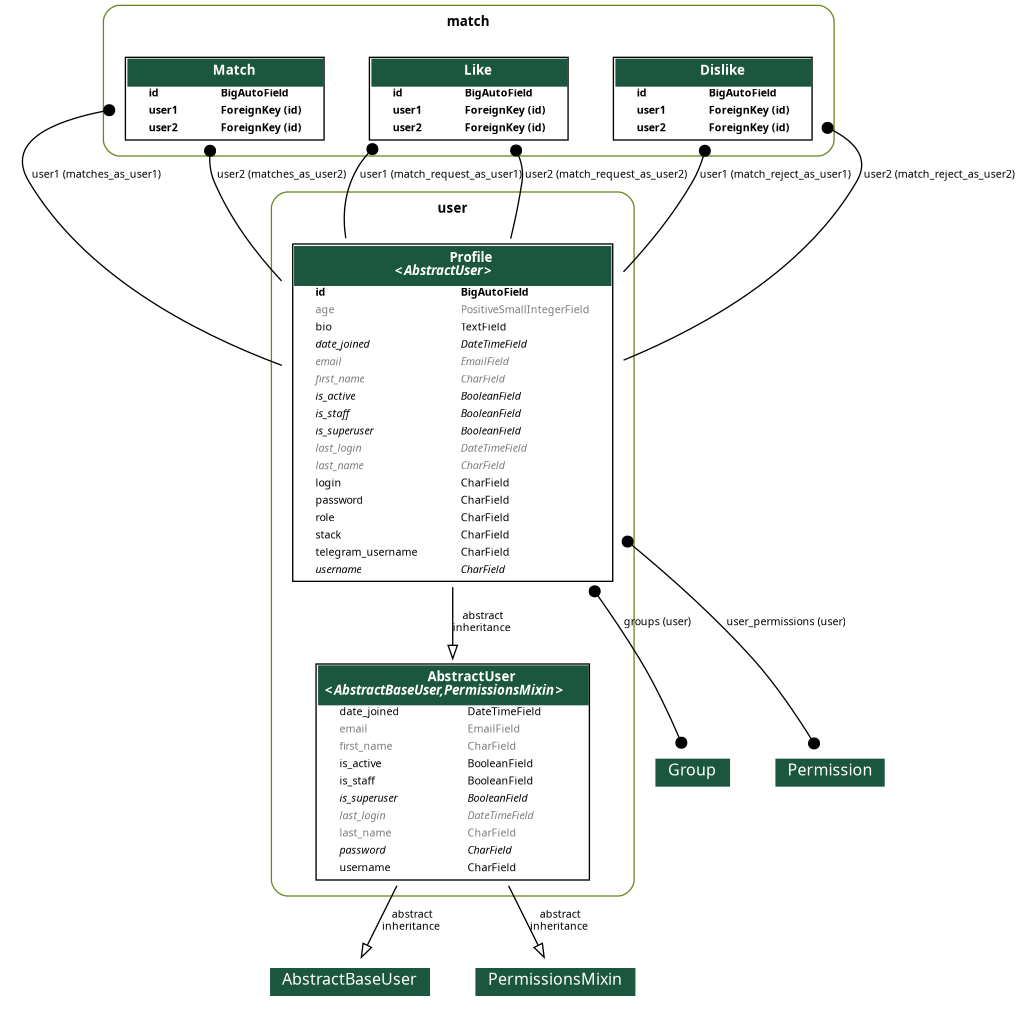 match
Match
id BigAutoField
user1 ForeignKey (id)
user2 ForeignKey (id)
Like
id BigAutoField
user1 ForeignKey (id)
user2 ForeignKey (id)
Dislike
id BigAutoField
user1 ForeignKey (id)
user2 ForeignKey (id)
user1 (matches_as_user1)
user2 (matches_as_user2)
user1 (match_request_as_user1)
user2 (match_request_as_user2)
user1 (match_reject_as_user1)
user2 (match_reject_as_user2)
user
Profile
<AbstractUser>
id BigAutoField
age PositiveSmallIntegerField
bio TextField
date_joined DateTimeField
email EmailField
first_name CharField
is_active BooleanField
is_staff BooleanField
is_superuser BooleanField
last_login DateTimeField
last_name CharField
login CharField
password CharField
role CharField
stack CharField
telegram_username CharField
username CharField
abstract
inheritance
groups (user)
user_permissions (user)
AbstractUser
<AbstractBaseUser,PermissionsMixin>
date_joined DateTimeField
email EmailField
first_name CharField
is_active BooleanField
is_staff BooleanField
is_superuser BooleanField
last_login DateTimeField
last_name CharField
password CharField
username CharField
Group
Permission
abstract
inheritance
abstract
inheritance
AbstractBaseUser
PermissionsMixin